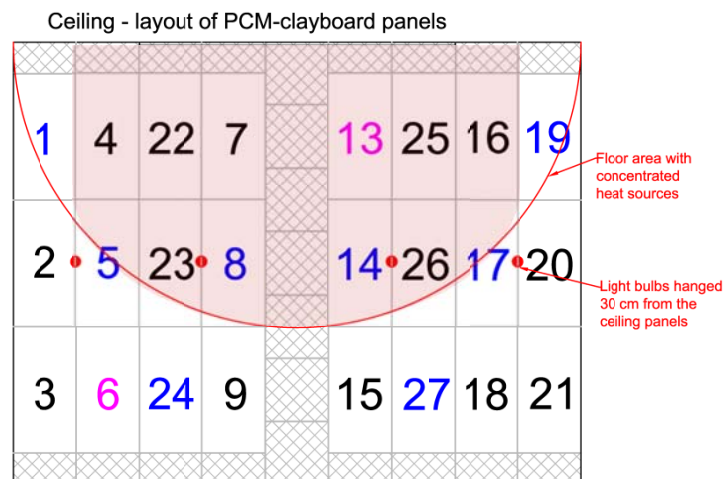 Ceiling - layout of PCM-clayboard panels
1 4 22 7 13 25 16 19
Floor area with
concentrated
heat sources
2 5 23 8 14 26 17 20
Light bulbs hanged
30 cm from the
ceiling panels
3 6 24 9 15 27 18 21